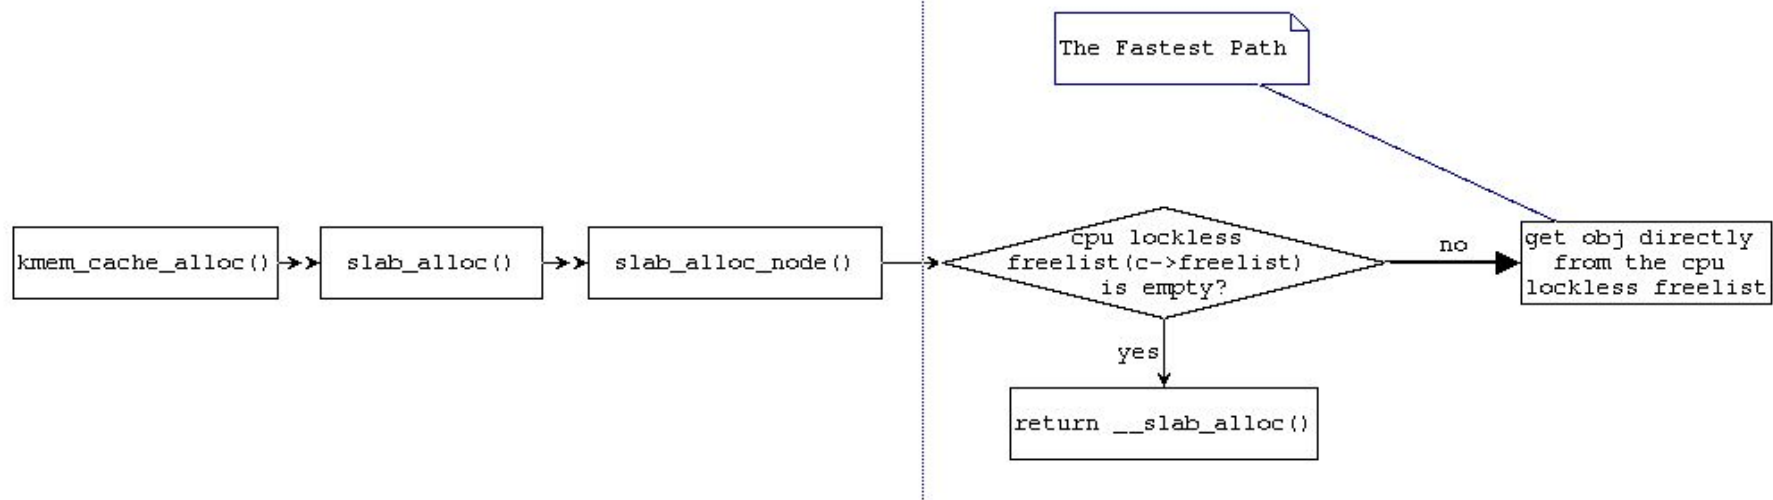 The Fastest Path
kmem_cache_alloc()
slab_alloc()
slab_alloc_node()
cpu lockless
freelist(c->freelist)
is empty?
no
get obj directly
from the cpu
lockless freelist
yes
return __slab_alloc()